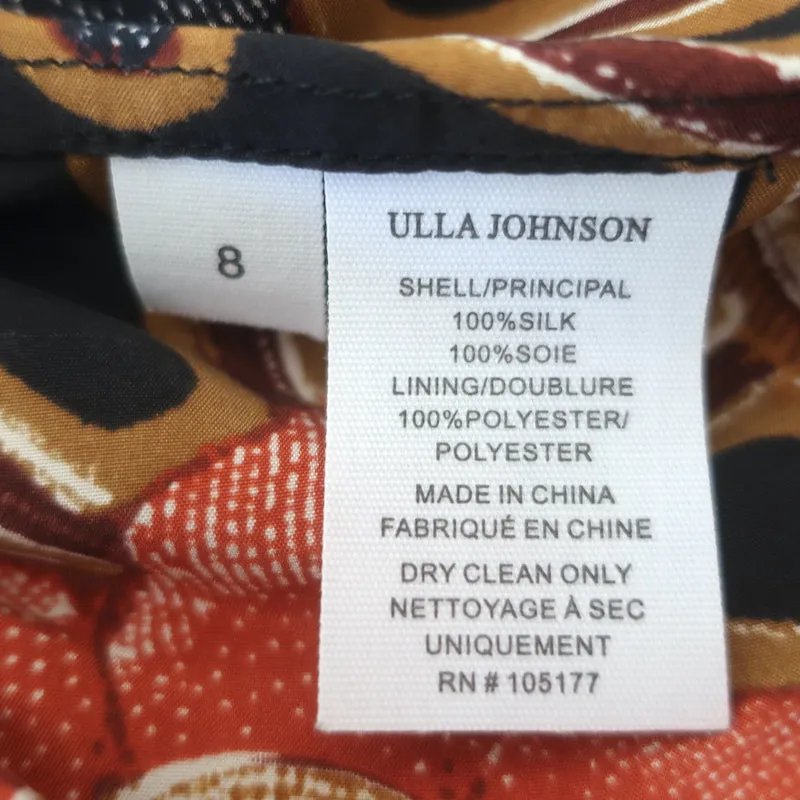 8
ULLA JOHNSON
SHELL/PRINCIPAL
100%SILK
100%SOIE
LINING/DOUBLURE
100%POLYESTER/
POLYESTER
MADE IN CHINA
FABRIQUÉ EN CHINE
DRY CLEAN ONLY
NETTOYAGE À SEC
UNIQUEMENT
RN # 105177